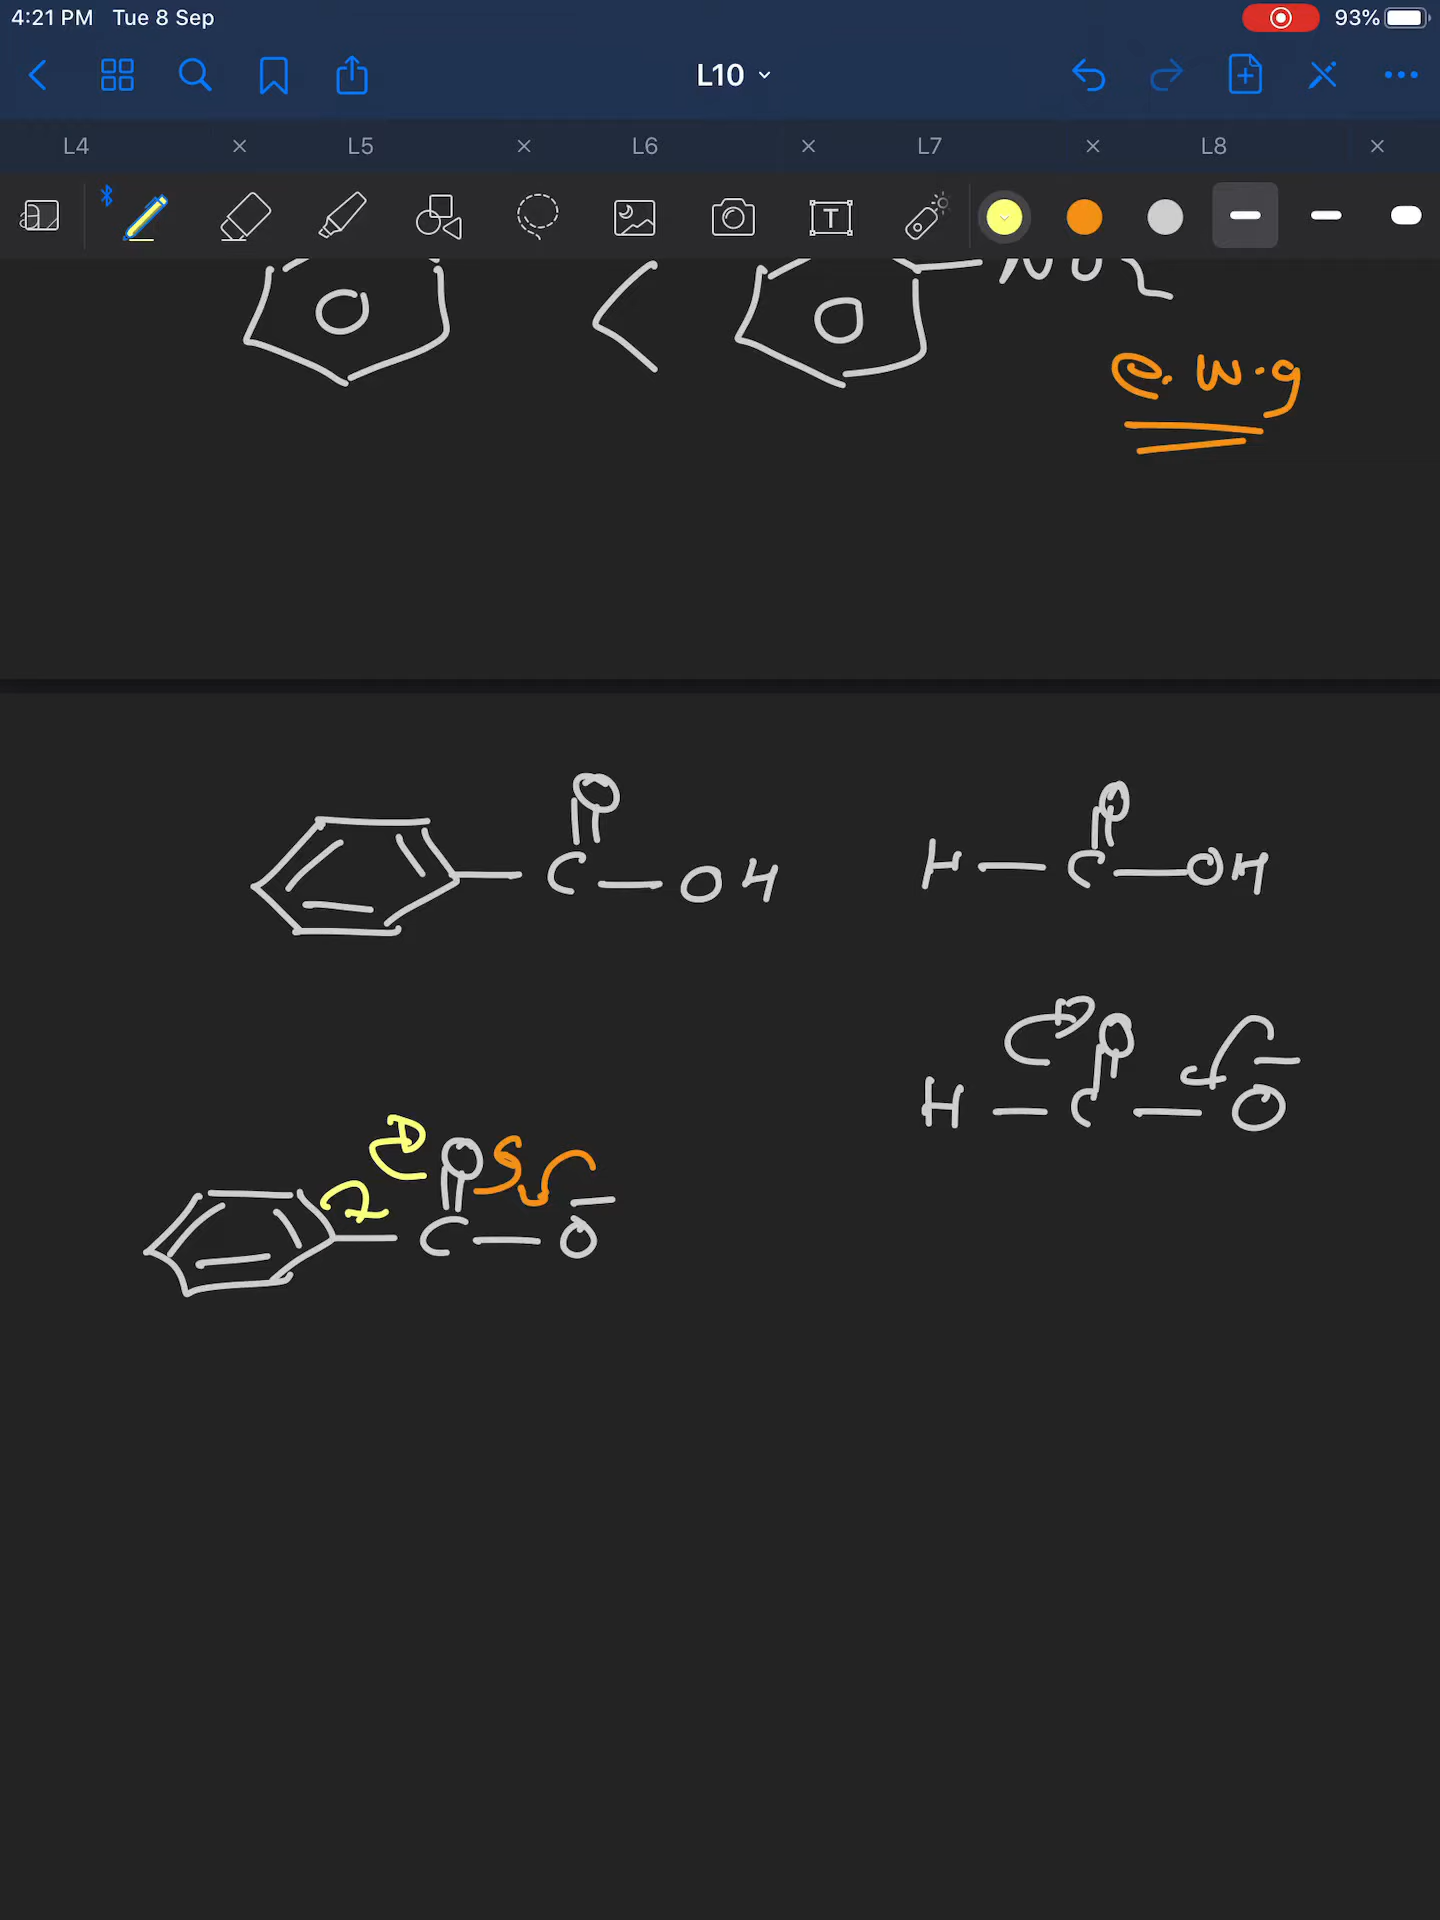 4:21 PM Tue 8 Sep 93%
L10
L4 × L5 × L6 × L7 × L8 ×
T
e.w.g
O O
C — OH H — C — OH
O
H — C — O
O
C — O